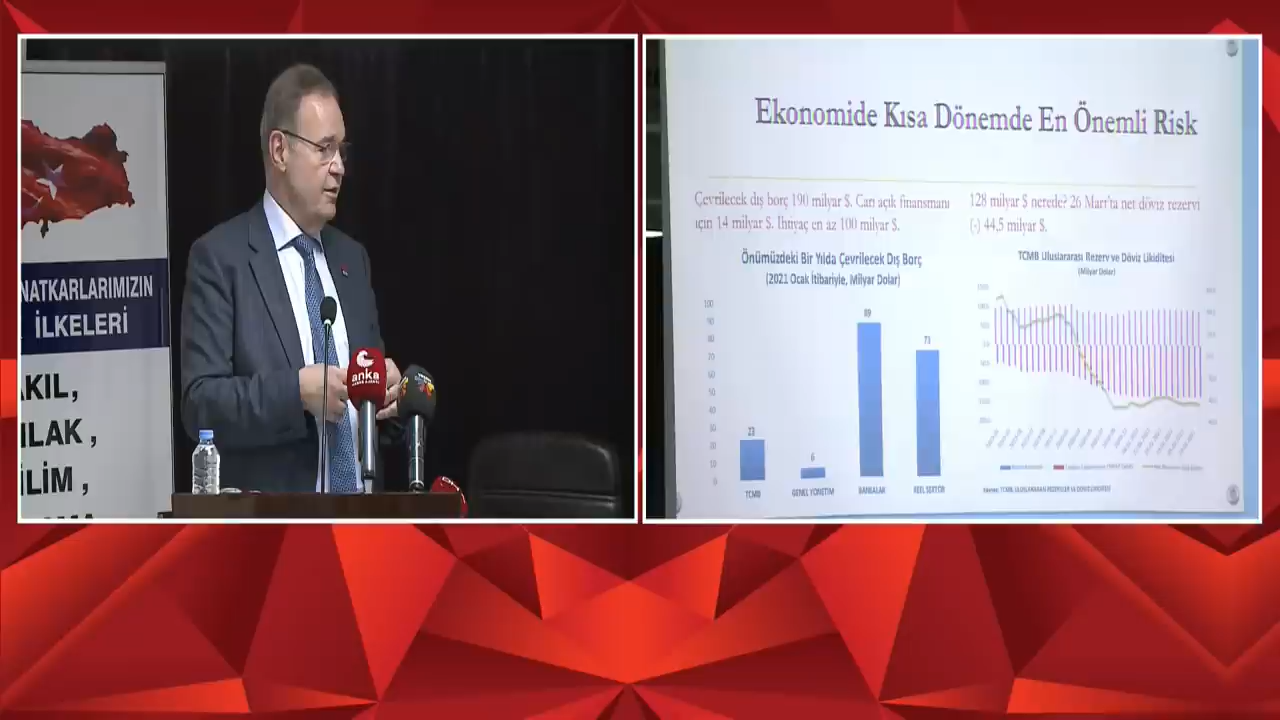 NATKARLARIMIZIN
İLKELERİ
AKIL,
LAK ,
İLİM ,
anka
Ekonomide Kısa Dönemde En Önemli Risk
Çevrilecek dış borç 190 milyar $. Cari açık finansmanı
için 14 milyar $. İhtiyaç en az 100 milyar $.
128 milyar $ nerede? 26 Mart'ta net döviz rezervi
(-) 44,5 milyar $.
Önümüzdeki Bir Yılda Çevrilecek Dış Borç
(2021 Ocak İtibariyle, Milyar Dolar)
100
90
80
70
60
50
40
30
20
10
0
23
6
89
73
TCMB
GENEL YÖNETİM
BANKALAR
REEL SEKTÖR
TCMB Uluslararası Rezerv ve Döviz Likiditesi
(Milyar Dolar)